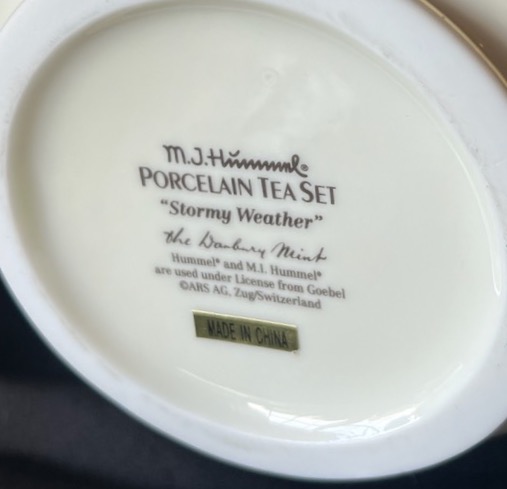 M.J.Hummel®
PORCELAIN TEA SET
"Stormy Weather"
the Danbury Mint
Hummel® and M.I. Hummel®
are used under License from Goebel
©ARS AG, Zug/Switzerland
MADE IN CHINA